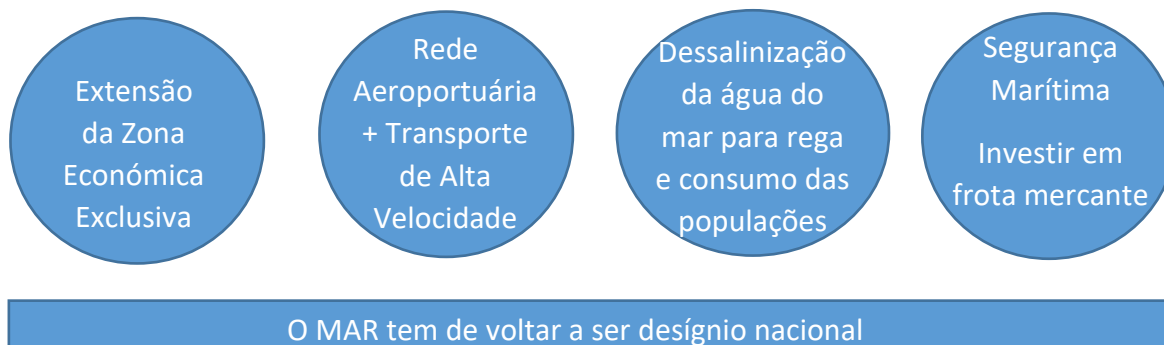 Extensão
da Zona
Económica
Exclusiva
Rede
Aeroportuária
+ Transporte
de Alta
Velocidade
Dessalinização
da água do
mar para rega
e consumo das
populações
Segurança
Marítima
Investir em
frota mercante
O MAR tem de voltar a ser desígnio nacional